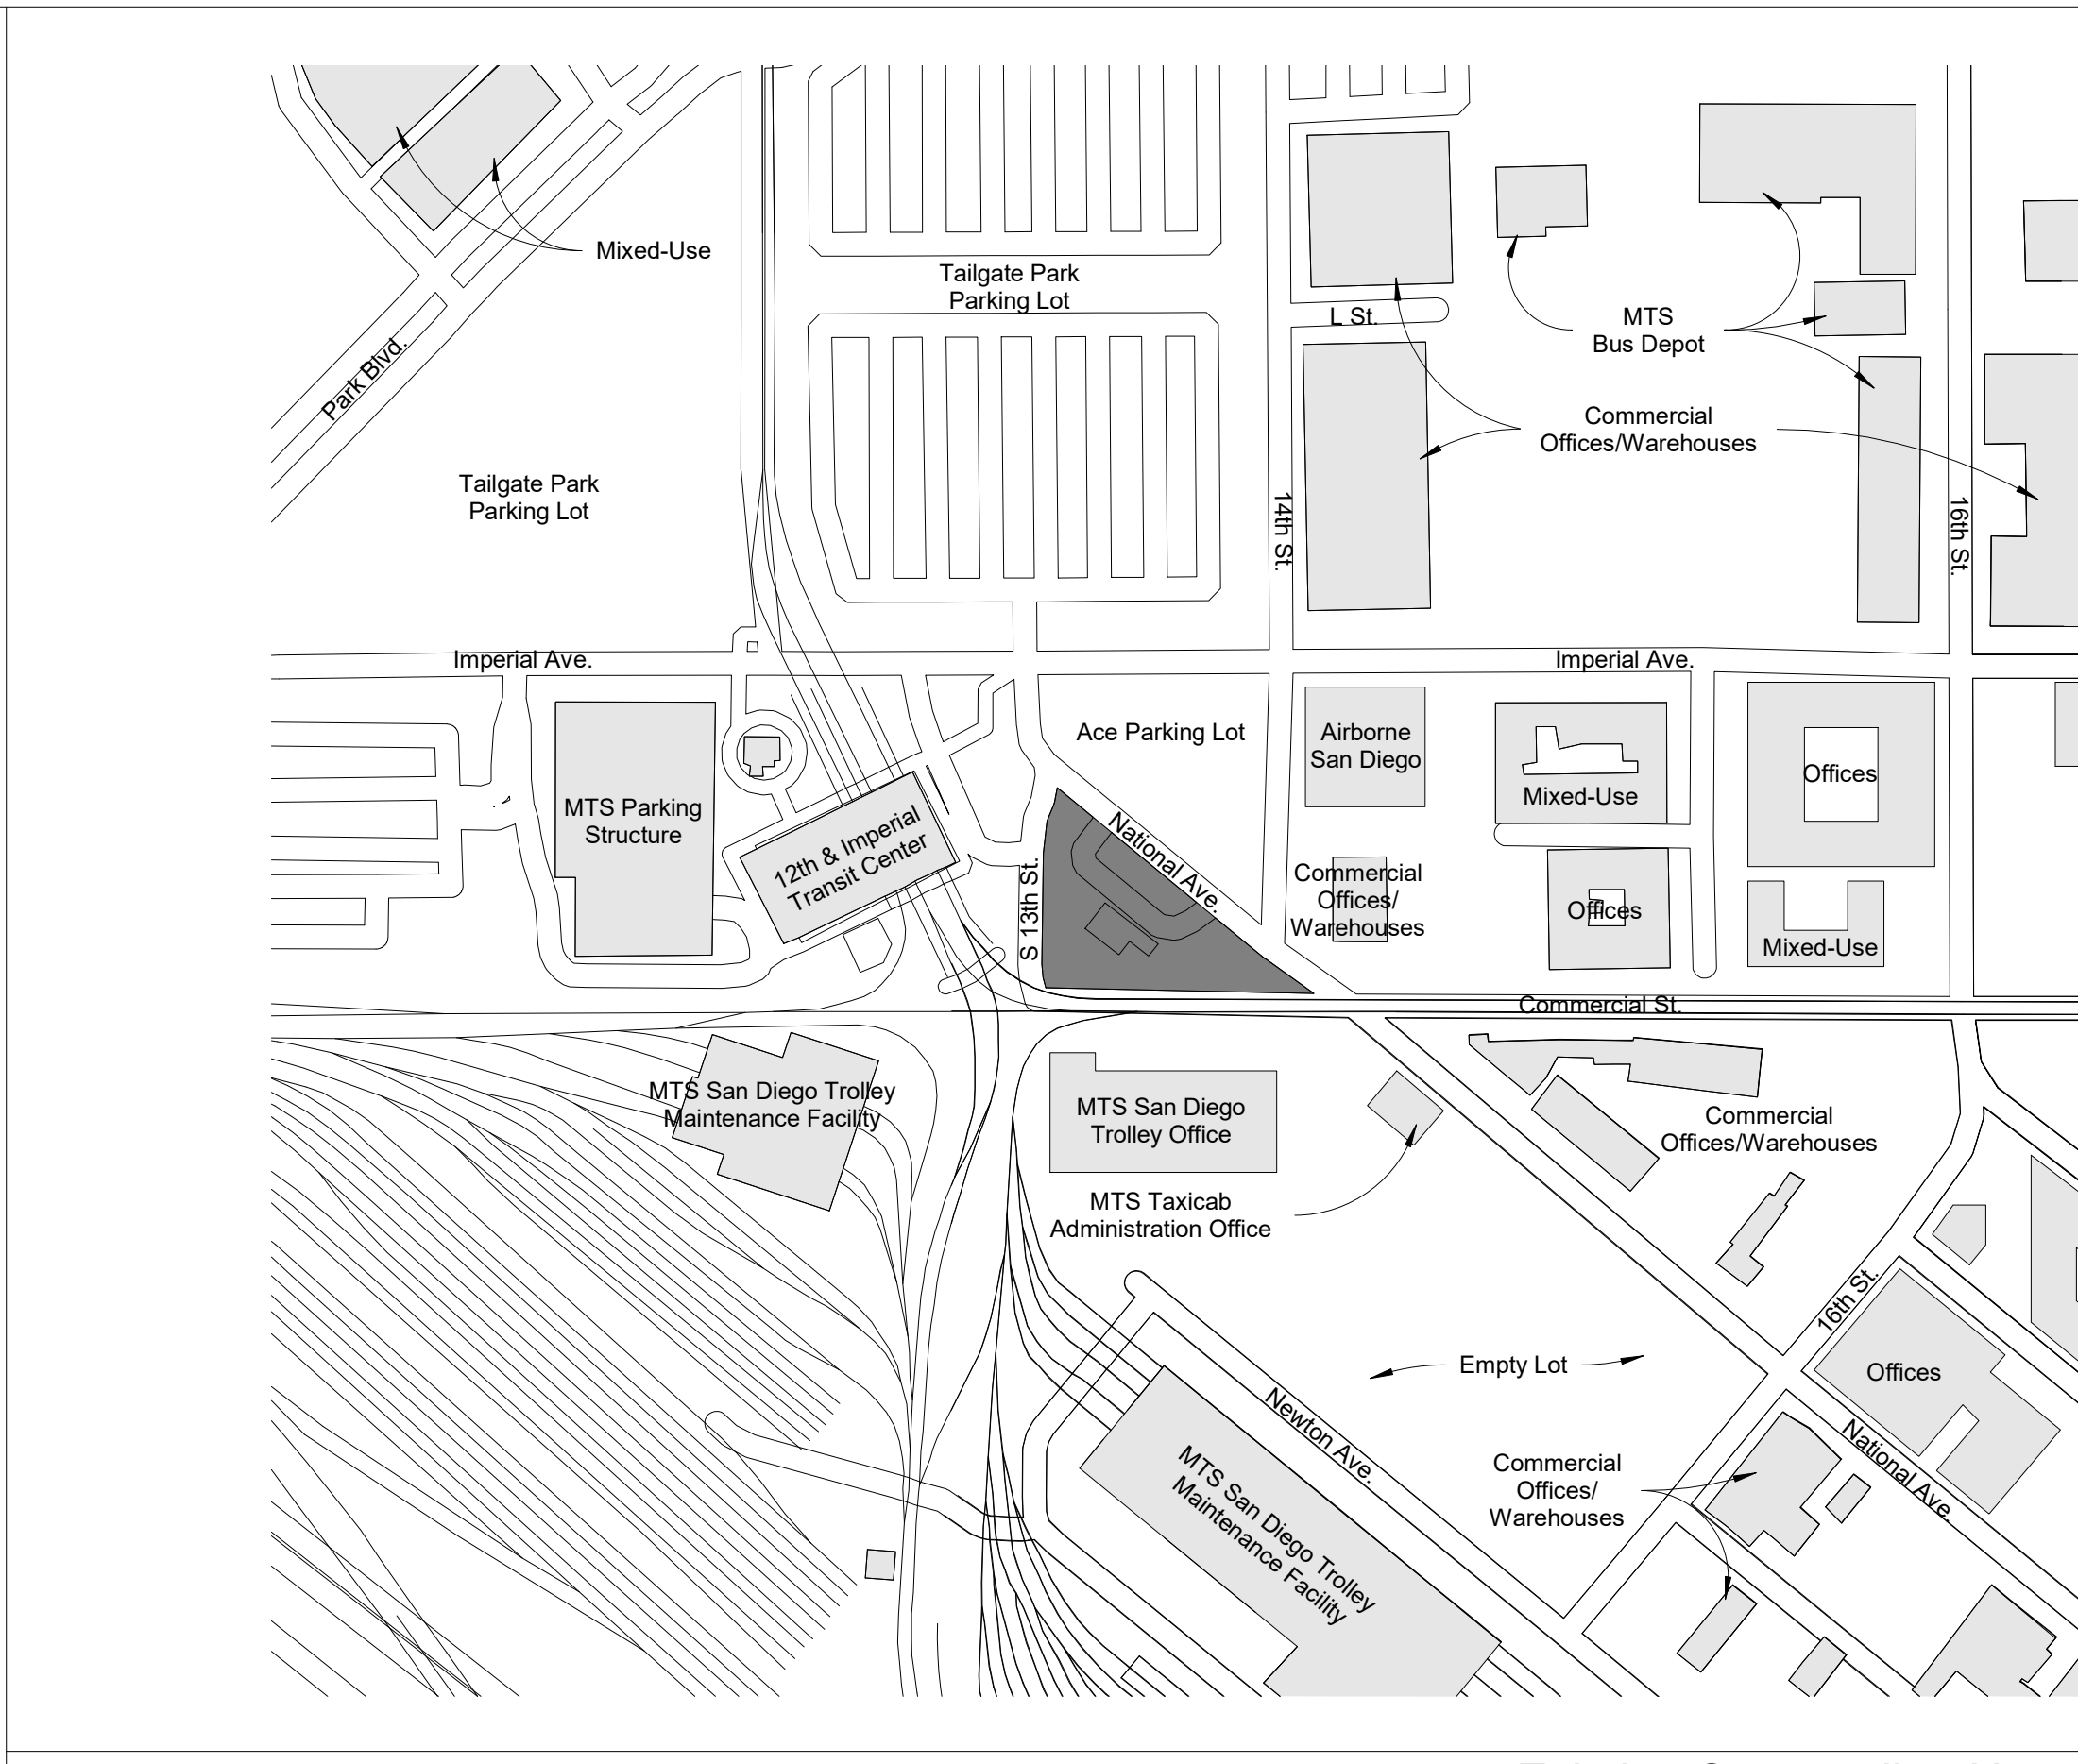 Mixed-Use
Tailgate Park
Parking Lot
L St.
MTS
Bus Depot
Park Blvd.
Commercial
Offices/Warehouses
Tailgate Park
Parking Lot
14th St.
16th St.
Imperial Ave.
Imperial Ave.
Ace Parking Lot
Airborne
San Diego
Mixed-Use
Offices
MTS Parking
Structure
12th & Imperial
Transit Center
S 13th St.
National Ave.
Commercial
Offices/
Warehouses
Offices
Mixed-Use
Commercial St.
MTS San Diego Trolley
Maintenance Facility
MTS San Diego
Trolley Office
Commercial
Offices/Warehouses
MTS Taxicab
Administration Office
16th St.
Empty Lot
Offices
Newton Ave.
National Ave.
Commercial
Offices/
Warehouses
MTS San Diego Trolley
Maintenance Facility